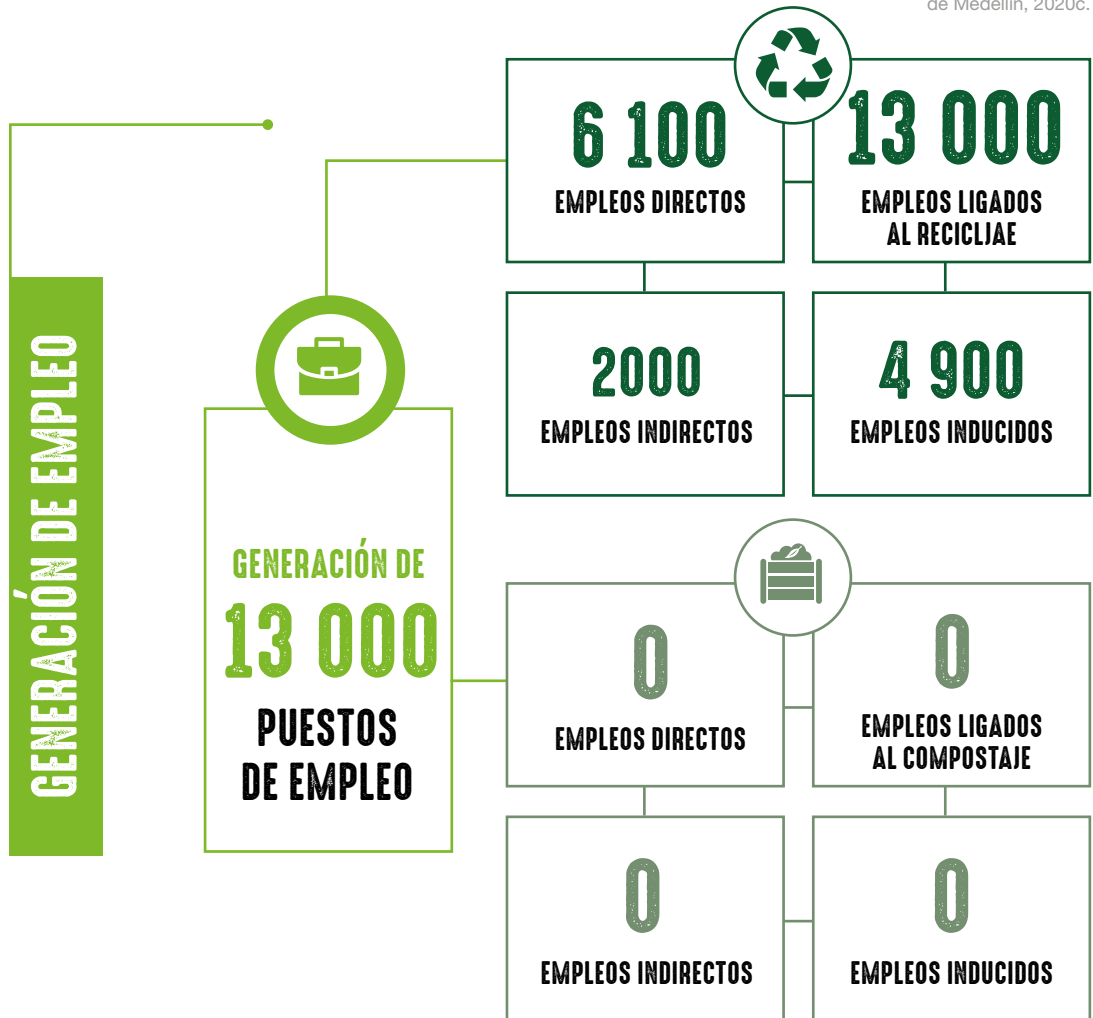 de Medellín, 2020c.
GENERACIÓN DE EMPLEO
GENERACIÓN DE
13 000
PUESTOS
DE EMPLEO
6 100
EMPLEOS DIRECTOS
13 000
EMPLEOS LIGADOS
AL RECICLJAE
2000
EMPLEOS INDIRECTOS
4 900
EMPLEOS INDUCIDOS
0
EMPLEOS DIRECTOS
0
EMPLEOS LIGADOS
AL COMPOSTAJE
0
EMPLEOS INDIRECTOS
0
EMPLEOS INDUCIDOS